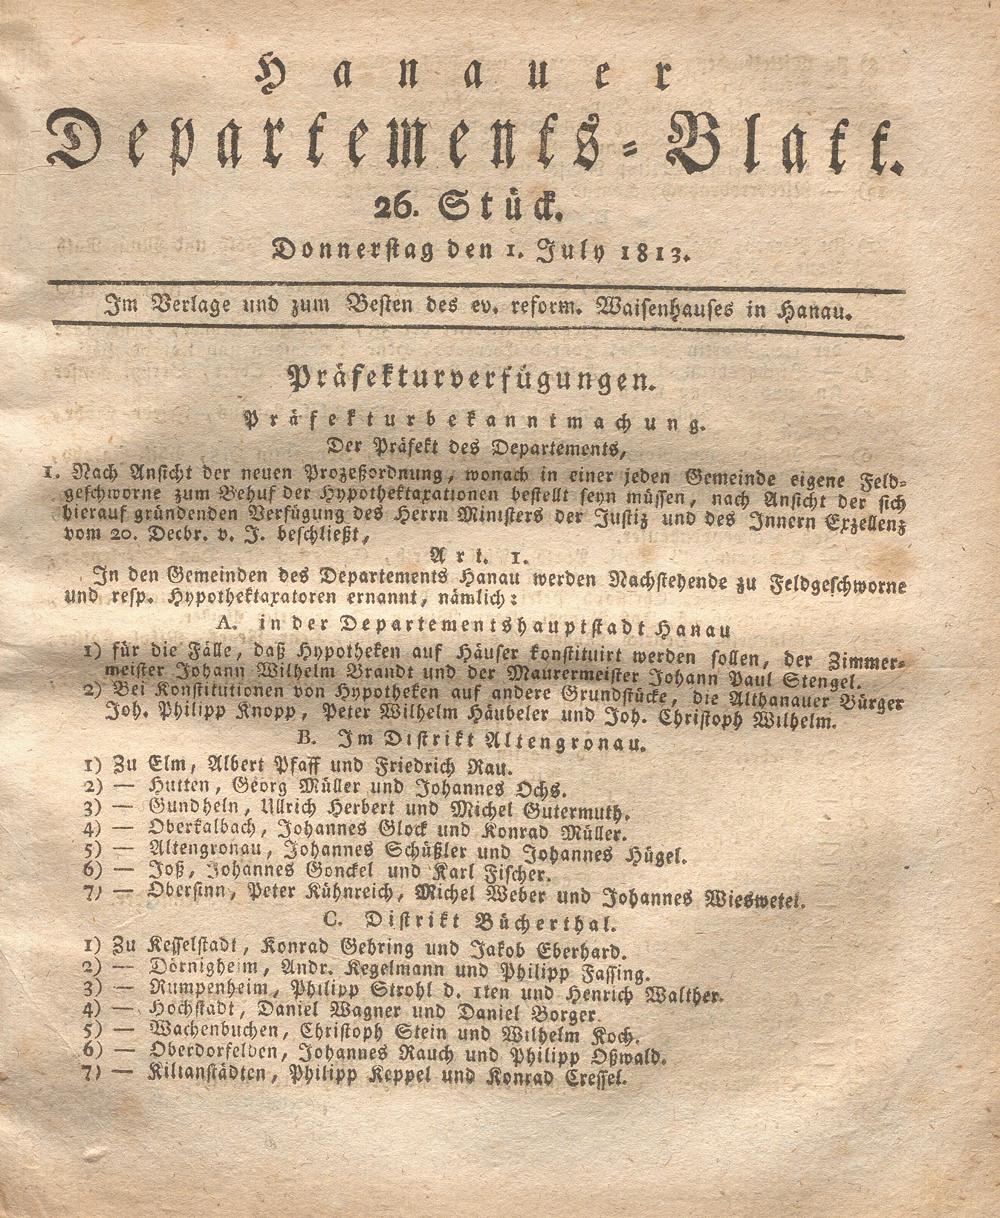 Hanauer
Departements-Blatt.
26. Stück.
Donnerstag den 1. July 1813.
Im Verlage und zum Besten des ev. reform. Waisenhauses in Hanau.
Präfekturverfügungen.
Präfekturbekanntmachung.
Der Präfekt des Departements,
1. Nach Ansicht der neuen Prozeßordnung, wonach in einer jeden Gemeinde eigene Feld-
geschworne zum Behuf der Hypothektaxationen bestellt seyn müssen, nach Ansicht der sich
hierauf gründenden Verfügung des Herrn Ministers der Justiz und des Innern Exzellenz
vom 20. Decbr. v. J. beschließt,
Art. 1.
In den Gemeinden des Departements Hanau werden Nachstehende zu Feldgeschworne
und resp. Hypothektaxatoren ernannt, nämlich:
A. in der Departementshauptstadt Hanau
1) für die Fälle, daß Hypotheken auf Häuser konstituirt werden sollen, der Zimmer-
meister Johann Wilhelm Brandt und der Maurermeister Johann Paul Stengel.
2) Bei Konstitutionen von Hypotheken auf andere Grundstücke, die Althanauer Bürger
Joh. Philipp Knopp, Peter Wilhelm Häubeler und Joh. Christoph Wilhelm.
B. Im Distrikt Altengronau.
1) Zu Elm, Albert Pfaff und Friedrich Rau.
2) — Hutten, Georg Müller und Johannes Ochs.
3) — Gundheln, Ullrich Herbert und Michel Gutermuth.
4) — Oberkalbach, Johannes Glock und Konrad Müller.
5) — Altengronau, Johannes Schüßler und Johannes Hügel.
6) — Joß, Johannes Gonckel und Karl Fischer.
7) — Obersinn, Peter Kühnreich, Michel Weber und Johannes Wieswetel.
C. Distrikt Bücherthal.
1) Zu Kesselstadt, Konrad Gehring und Jakob Eberhard.
2) — Dörnigheim, Andr. Kegelmann und Philipp Fassing.
3) — Rumpenheim, Philipp Strohl d. 1ten und Henrich Walther.
4) — Hochstadt, Daniel Wagner und Daniel Borger.
5) — Wachenbuchen, Christoph Stein und Wilhelm Koch.
6) — Oberdorfelden, Johannes Rauch und Philipp Oßwald.
7) — Kilianstädten, Philipp Keppel und Konrad Cressel.